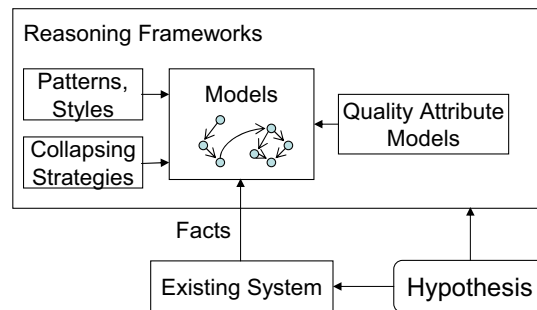 Reasoning Frameworks
Patterns,
Styles
Models
Quality Attribute
Models
Collapsing
Strategies
Facts
Existing System
Hypothesis